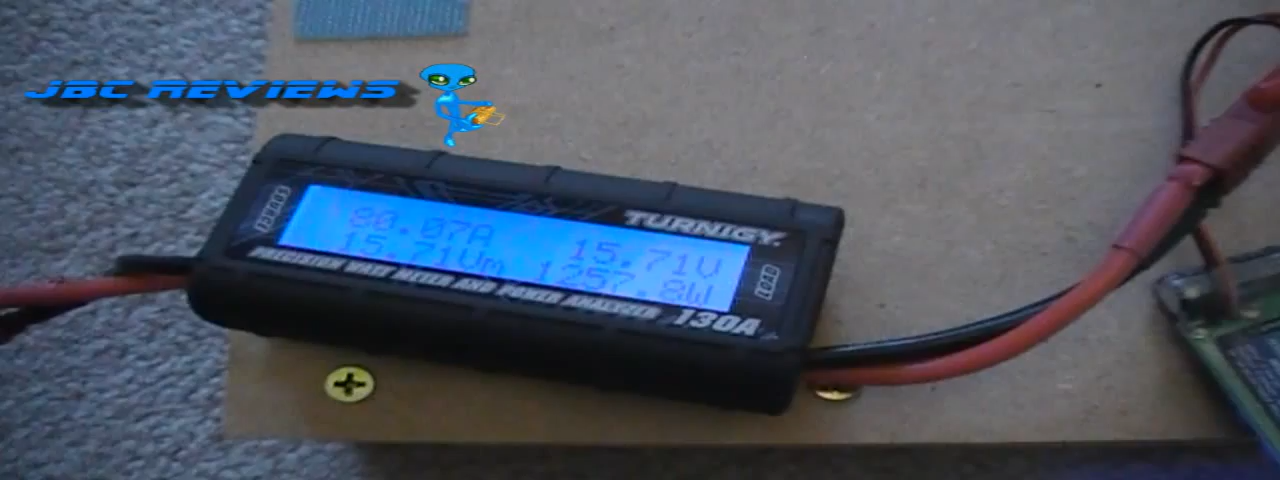 JBC REVIEWS
TURNIGY
SOURCE
80.07A 15.71V
15.71Vm 1257.8W
LOAD
PRECISION WATT METER AND POWER ANALYZER 130A